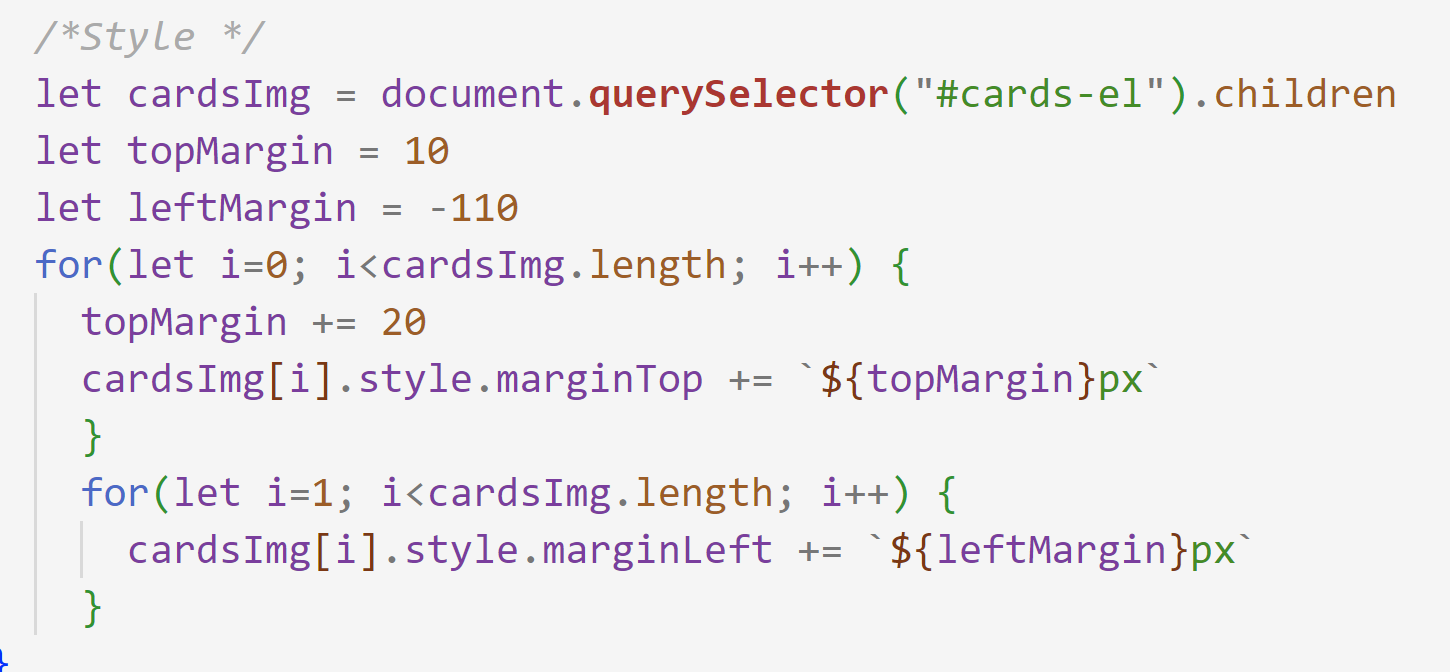 /*Style */
let cardsImg = document.querySelector("#cards-el").children
let topMargin = 10
let leftMargin = -110
for(let i=0; i<cardsImg.length; i++) {
topMargin += 20
cardsImg[i].style.marginTop += `${topMargin}px`
}
for(let i=1; i<cardsImg.length; i++) {
cardsImg[i].style.marginLeft += `${leftMargin}px`
}
}